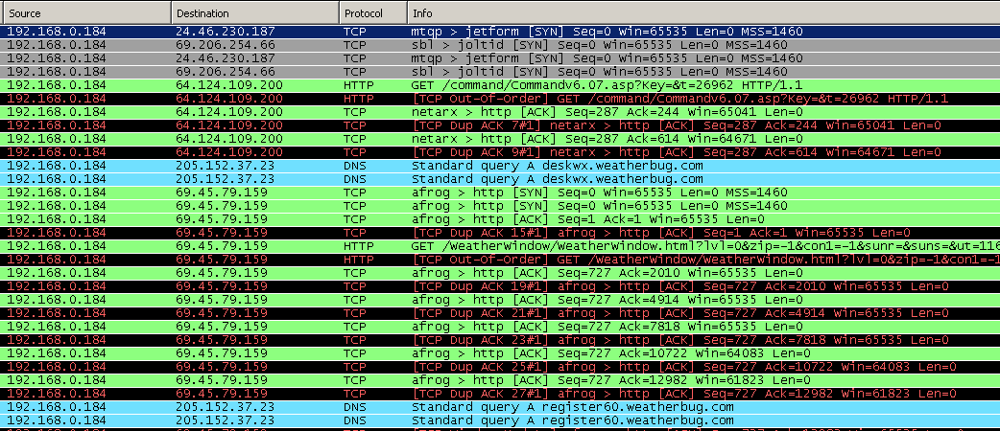 Source Destination Protocol Info
192.168.0.184 24.46.230.187 TCP mtqp > jetform [SYN] Seq=0 Win=65535 Len=0 MSS=1460
192.168.0.184 69.206.254.66 TCP sbl > joltid [SYN] Seq=0 Win=65535 Len=0 MSS=1460
192.168.0.184 24.46.230.187 TCP mtqp > jetform [SYN] Seq=0 Win=65535 Len=0 MSS=1460
192.168.0.184 69.206.254.66 TCP sbl > joltid [SYN] Seq=0 Win=65535 Len=0 MSS=1460
192.168.0.184 64.124.109.200 HTTP GET /command/Commandv6.07.asp?Key=&t=26962 HTTP/1.1
192.168.0.184 64.124.109.200 HTTP [TCP Out-Of-Order] GET /command/Commandv6.07.asp?Key=&t=26962 HTTP/1.1
192.168.0.184 64.124.109.200 TCP netarx > http [ACK] Seq=287 Ack=244 Win=65041 Len=0
192.168.0.184 64.124.109.200 TCP [TCP Dup ACK 7#1] netarx > http [ACK] Seq=287 Ack=244 Win=65041 Len=0
192.168.0.184 64.124.109.200 TCP netarx > http [ACK] Seq=287 Ack=614 Win=64671 Len=0
192.168.0.184 64.124.109.200 TCP [TCP Dup ACK 9#1] netarx > http [ACK] Seq=287 Ack=614 Win=64671 Len=0
192.168.0.184 205.152.37.23 DNS Standard query A deskwx.weatherbug.com
192.168.0.184 205.152.37.23 DNS Standard query A deskwx.weatherbug.com
192.168.0.184 69.45.79.159 TCP afrog > http [SYN] Seq=0 Win=65535 Len=0 MSS=1460
192.168.0.184 69.45.79.159 TCP afrog > http [SYN] Seq=0 Win=65535 Len=0 MSS=1460
192.168.0.184 69.45.79.159 TCP afrog > http [ACK] Seq=1 Ack=1 Win=65535 Len=0
192.168.0.184 69.45.79.159 TCP [TCP Dup ACK 15#1] afrog > http [ACK] Seq=1 Ack=1 Win=65535 Len=0
192.168.0.184 69.45.79.159 HTTP GET /WeatherWindow/WeatherWindow.html?lvl=0&zip=-1&con1=-1&sunr=&suns=&ut=116
192.168.0.184 69.45.79.159 HTTP [TCP Out-Of-Order] GET /WeatherWindow/WeatherWindow.html?lvl=0&zip=-1&con1=-1
192.168.0.184 69.45.79.159 TCP afrog > http [ACK] Seq=727 Ack=2010 Win=65535 Len=0
192.168.0.184 69.45.79.159 TCP [TCP Dup ACK 19#1] afrog > http [ACK] Seq=727 Ack=2010 Win=65535 Len=0
192.168.0.184 69.45.79.159 TCP afrog > http [ACK] Seq=727 Ack=4914 Win=65535 Len=0
192.168.0.184 69.45.79.159 TCP [TCP Dup ACK 21#1] afrog > http [ACK] Seq=727 Ack=4914 Win=65535 Len=0
192.168.0.184 69.45.79.159 TCP afrog > http [ACK] Seq=727 Ack=7818 Win=65535 Len=0
192.168.0.184 69.45.79.159 TCP [TCP Dup ACK 23#1] afrog > http [ACK] Seq=727 Ack=7818 Win=65535 Len=0
192.168.0.184 69.45.79.159 TCP afrog > http [ACK] Seq=727 Ack=10722 Win=64083 Len=0
192.168.0.184 69.45.79.159 TCP [TCP Dup ACK 25#1] afrog > http [ACK] Seq=727 Ack=10722 Win=64083 Len=0
192.168.0.184 69.45.79.159 TCP afrog > http [ACK] Seq=727 Ack=12982 Win=61823 Len=0
192.168.0.184 69.45.79.159 TCP [TCP Dup ACK 27#1] afrog > http [ACK] Seq=727 Ack=12982 Win=61823 Len=0
192.168.0.184 205.152.37.23 DNS Standard query A register60.weatherbug.com
192.168.0.184 205.152.37.23 DNS Standard query A register60.weatherbug.com